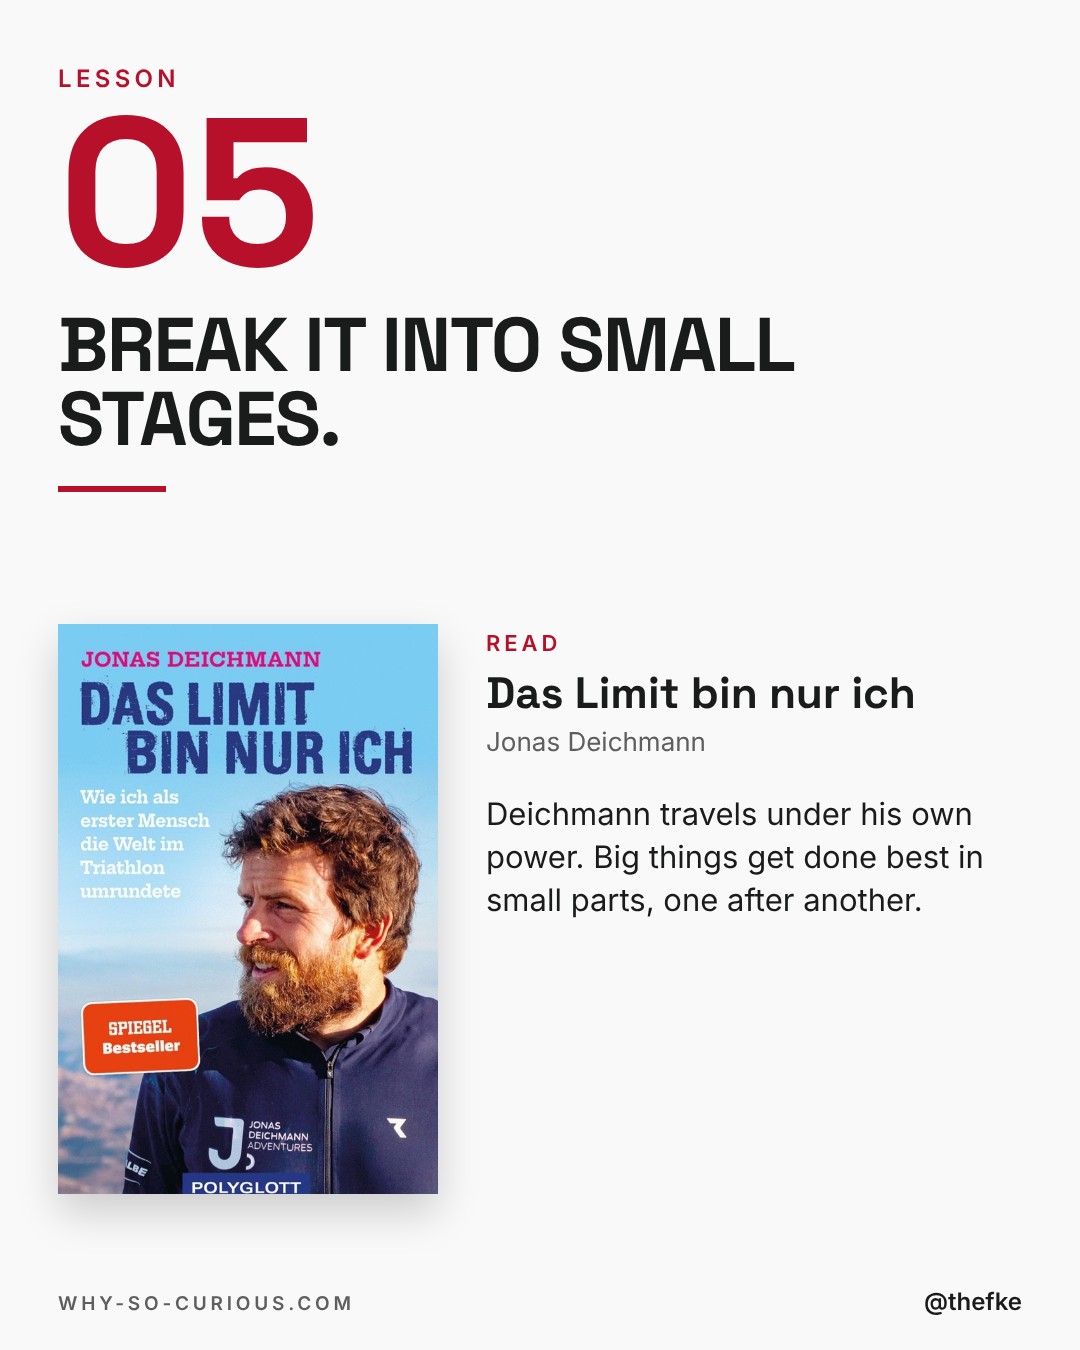 LESSON
05
BREAK IT INTO SMALL
STAGES.
JONAS DEICHMANN
DAS LIMIT
BIN NUR ICH
Wie ich als
erster Mensch
die Welt im
Triathlon
umrundete
SPIEGEL
Bestseller
JONAS
DEICHMANN
ADVENTURES
LBE
POLYGLOTT
READ
Das Limit bin nur ich
Jonas Deichmann
Deichmann travels under his own
power. Big things get done best in
small parts, one after another.
WHY-SO-CURIOUS.COM
@thefke